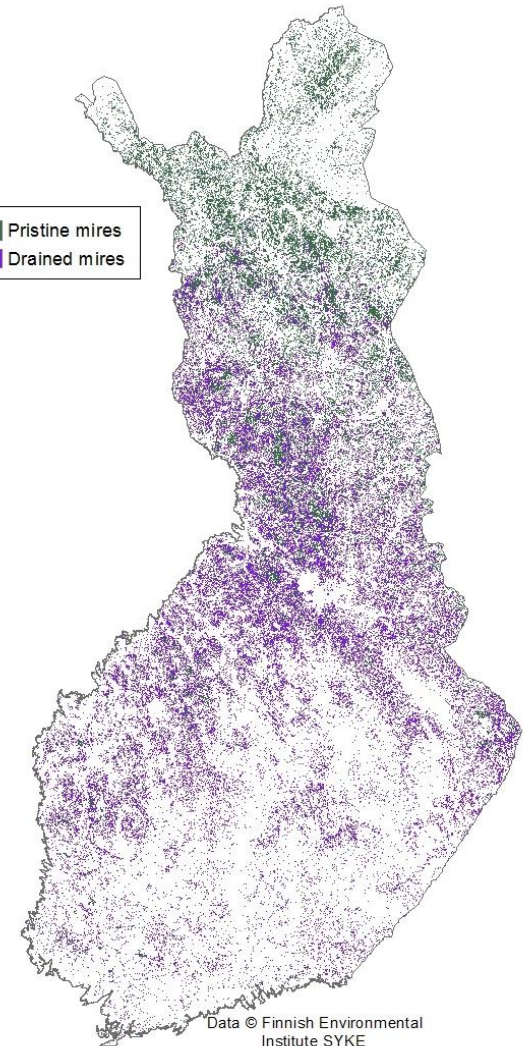 Pristine mires
Drained mires
Data © Finnish Environmental
Institute SYKE